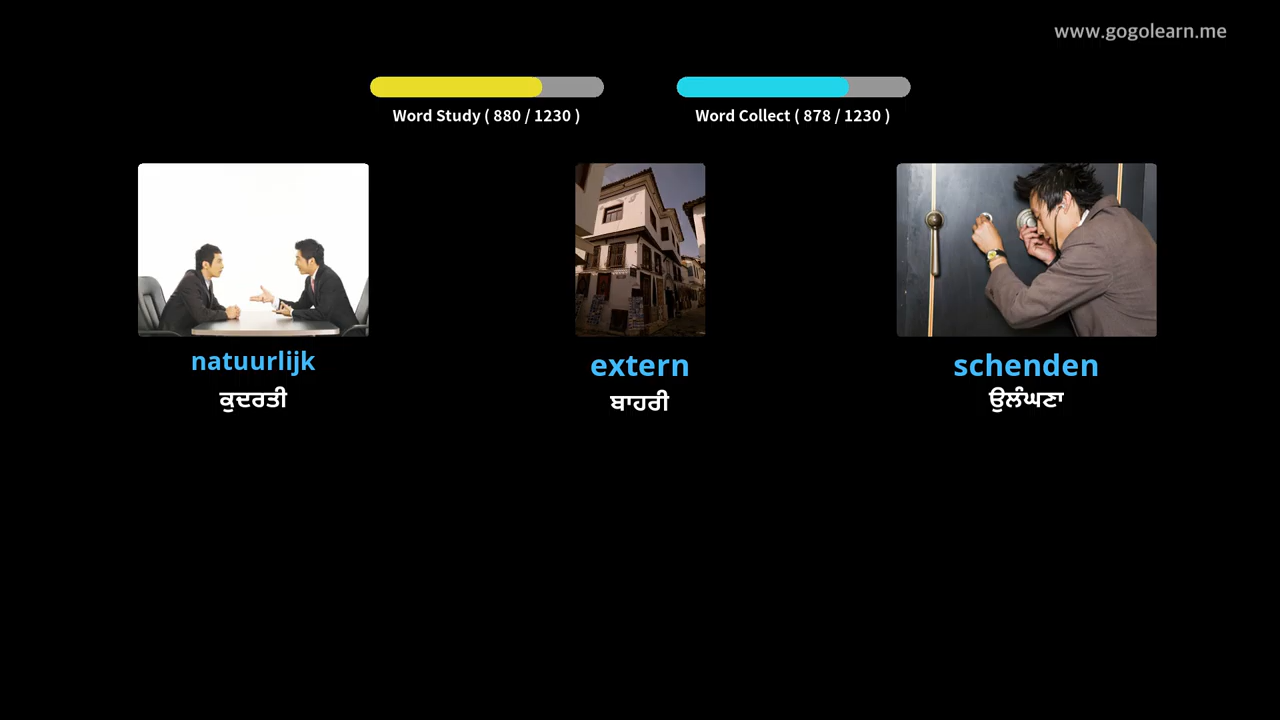 www.gogolearn.me
Word Study ( 880 / 1230 )
Word Collect ( 878 / 1230 )
natuurlijk
ਕੁਦਰਤੀ
extern
ਬਾਹਰੀ
schenden
ਉਲੰਘਣਾ